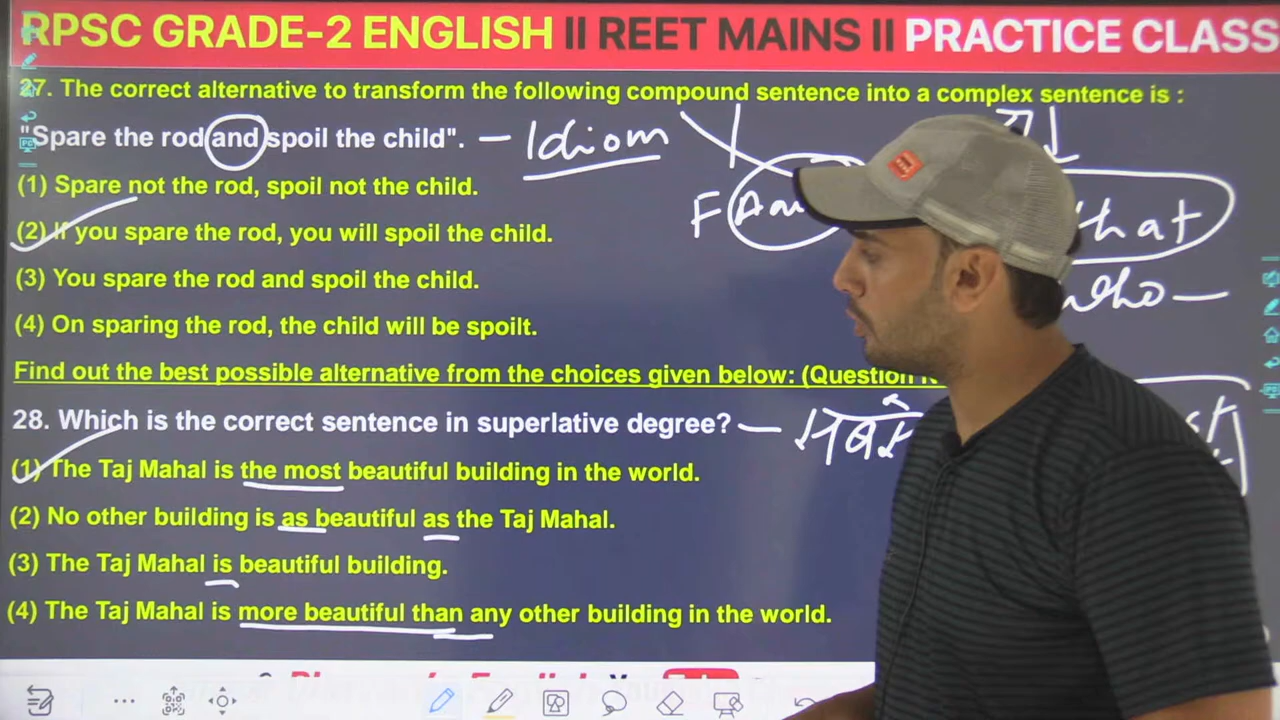 RPSC GRADE-2 ENGLISH II REET MAINS II PRACTICE CLASS
27. The correct alternative to transform the following compound sentence into a complex sentence is :
"Spare the rod and spoil the child". — Idiom
(1) Spare not the rod, spoil not the child.
(2) If you spare the rod, you will spoil the child.
that
(3) You spare the rod and spoil the child.
who —
(4) On sparing the rod, the child will be spoilt.
Find out the best possible alternative from the choices given below: (Question
28. Which is the correct sentence in superlative degree? —
(1) The Taj Mahal is the most beautiful building in the world.
(2) No other building is as beautiful as the Taj Mahal.
(3) The Taj Mahal is beautiful building.
(4) The Taj Mahal is more beautiful than any other building in the world.